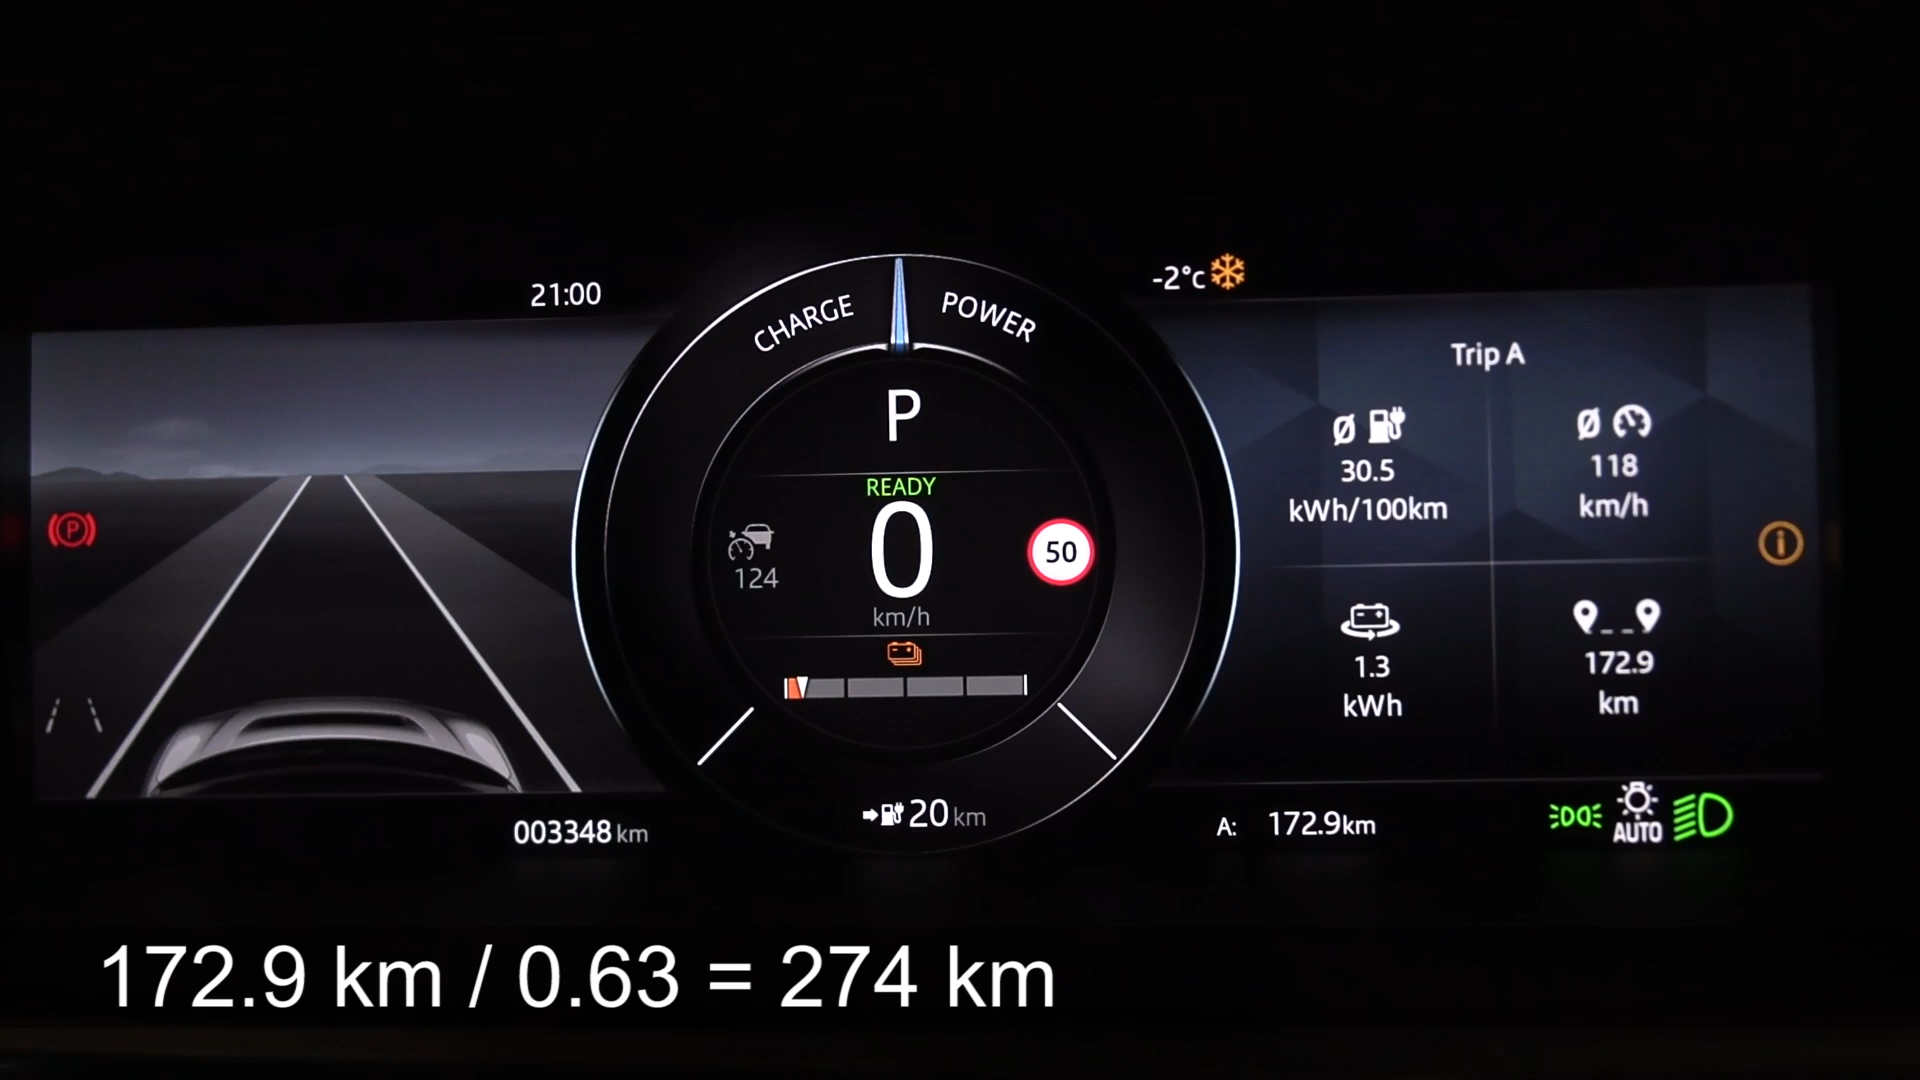 21:00
-2°c
CHARGE
POWER
P
READY
0
km/h
124
50
Trip A
Ø
30.5
kWh/100km
Ø
118
km/h
1.3
kWh
172.9
km
P
i
003348 km
20 km
A: 172.9km
AUTO
172.9 km / 0.63 = 274 km